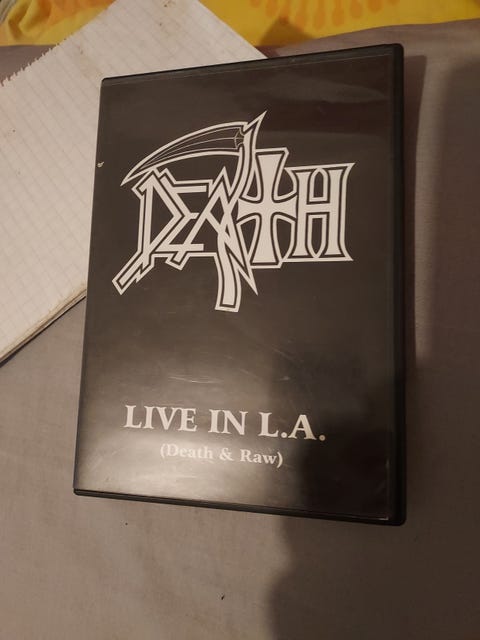 DEATH
LIVE IN L.A.
(Death & Raw)